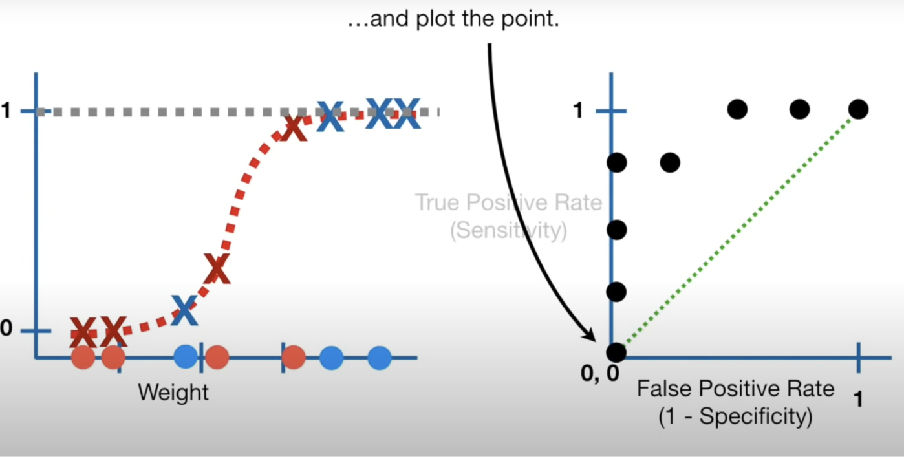 ...and plot the point.
1
0
Weight
1
True Positive Rate
(Sensitivity)
0, 0
False Positive Rate
(1 - Specificity)
1